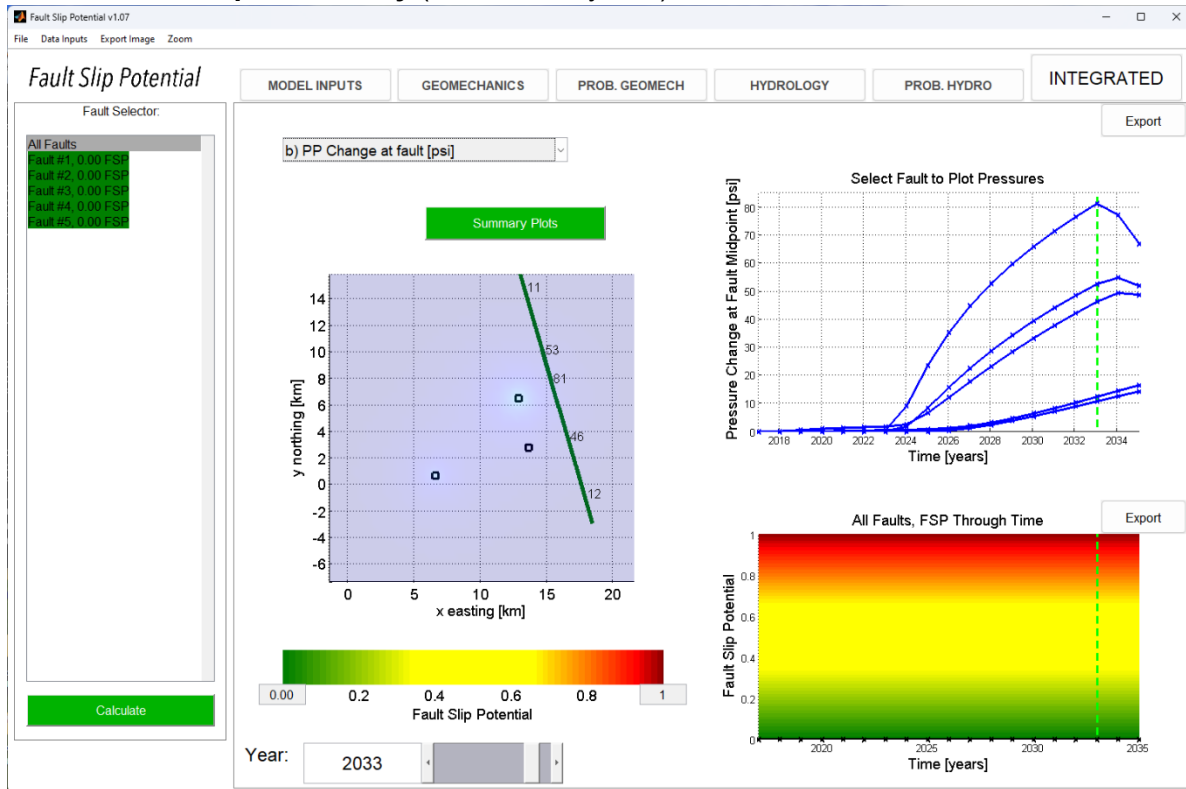 Fault Slip Potential v1.07
File Data Inputs Export Image Zoom
Fault Slip Potential
MODEL INPUTS GEOMECHANICS PROB. GEOMECH HYDROLOGY PROB. HYDRO INTEGRATED
Fault Selector:
All Faults
Fault #1, 0.00 FSP
Fault #2, 0.00 FSP
Fault #3, 0.00 FSP
Fault #4, 0.00 FSP
Fault #5, 0.00 FSP
Calculate
Export
b) PP Change at fault [psi]
Summary Plots
11
53
81
46
12
14
12
10
8
6
4
2
0
-2
-4
-6
y northing [km]
0 5 10 15 20
x easting [km]
0.00 0.2 0.4 0.6 0.8 1
Fault Slip Potential
Year: 2033
Select Fault to Plot Pressures
Pressure Change at Fault Midpoint [psi]
80
70
60
50
40
30
20
10
0
2018 2020 2022 2024 2026 2028 2030 2032 2034
Time [years]
Export
All Faults, FSP Through Time
Fault Slip Potential
1
0.8
0.6
0.4
0.2
0
2020 2025 2030 2035
Time [years]